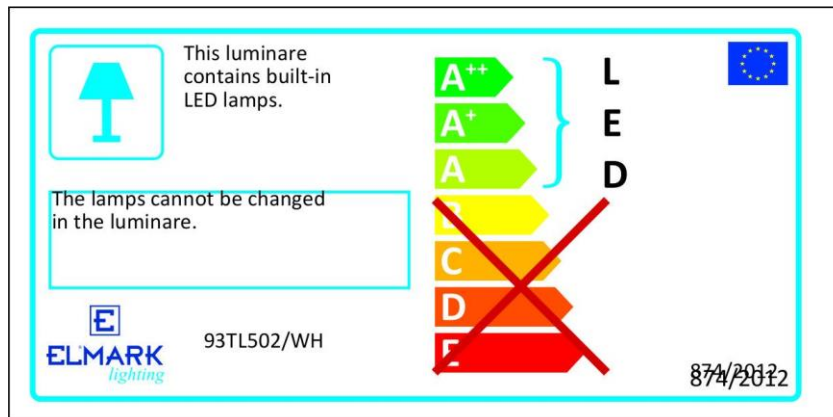 This luminare
contains built-in
LED lamps.
The lamps cannot be changed
in the luminare.
E
ELMARK
lighting
93TL502/WH
A++
A+
A
B
C
D
E
L
E
D
874/2012
874/2012